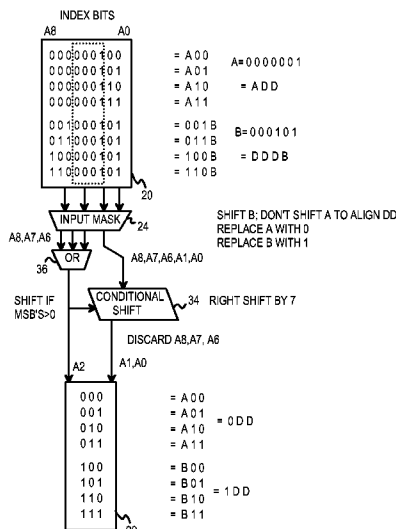 INDEX BITS
A8 A0
000000100 = A00
000000101 = A01 A=0000001
000000110 = A10 = ADD
000000111 = A11
001000101 = 001B
011000101 = 011B B=000101
100000101 = 100B = DDDB
110000101 = 110B
20
INPUT MASK 24
SHIFT B; DON'T SHIFT A TO ALIGN DD
REPLACE A WITH 0
REPLACE B WITH 1
A8,A7,A6
36
OR
A8,A7,A6,A1,A0
SHIFT IF
MSB'S>0
CONDITIONAL
SHIFT
34 RIGHT SHIFT BY 7
DISCARD A8,A7, A6
A2 A1,A0
000 = A00
001 = A01
010 = A10 = 0DD
011 = A11
100 = B00
101 = B01
110 = B10 = 1DD
111 = B11